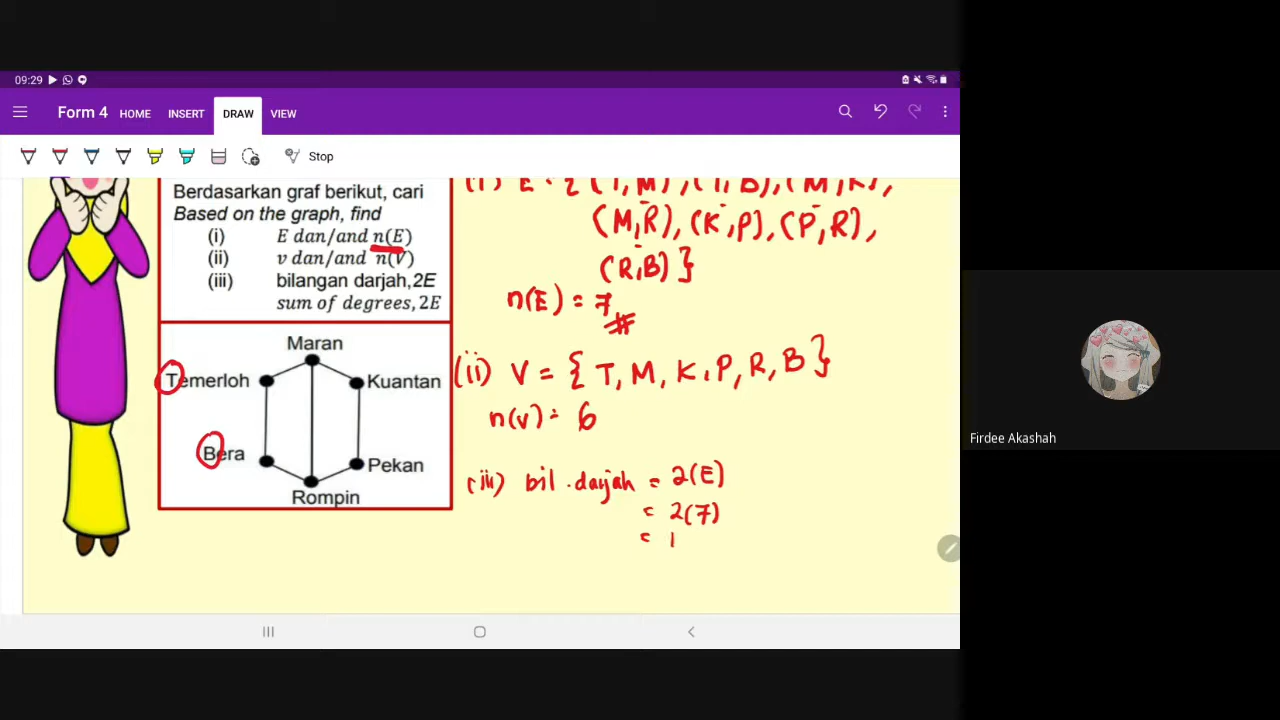 09:29
Form 4 HOME INSERT DRAW VIEW
Stop
Berdasarkan graf berikut, cari
Based on the graph, find
(i) E dan/and n(E)
(ii) v dan/and n(V)
(iii) bilangan darjah,2E
sum of degrees,2E
Maran
Temerloh
Kuantan
Bera
Pekan
Rompin
(i) E = { (T,M), (T,B), (M,K),
(M,R), (K,P), (P,R),
(R,B) }
n(E) = 7
(ii) V = { T, M, K, P, R, B }
n(v) = 6
(iii) bil. darjah = 2(E)
= 2(7)
= 1
Firdee Akashah